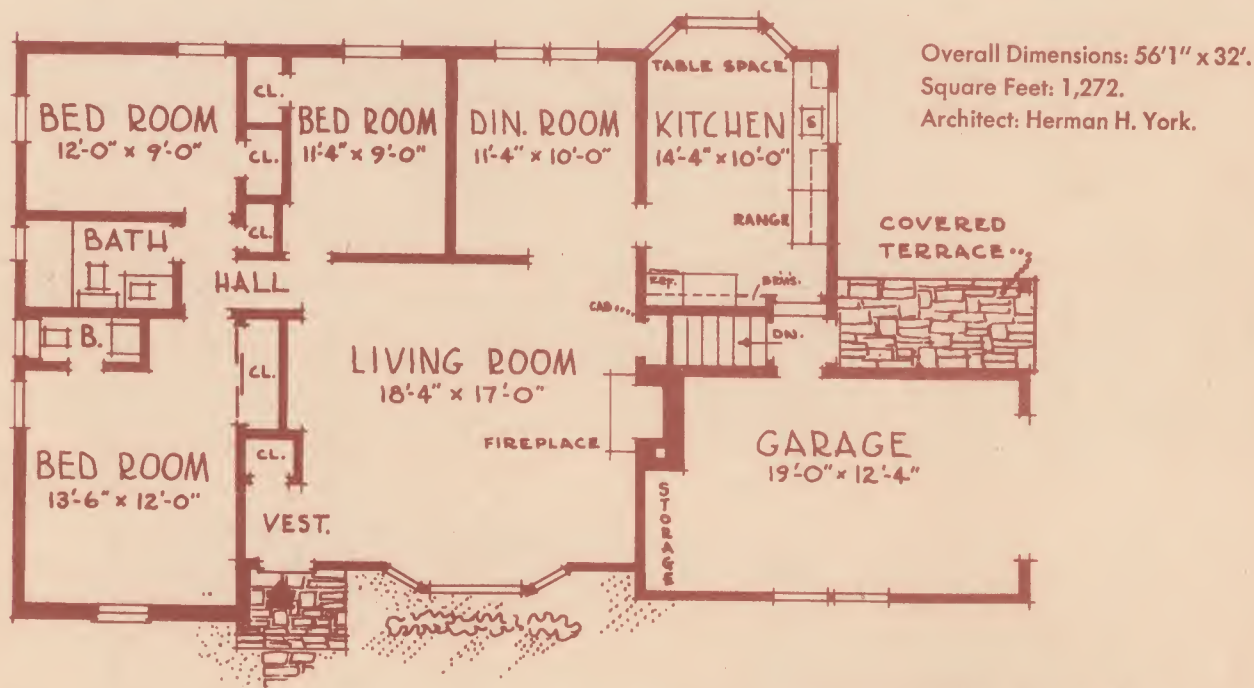 Overall Dimensions: 56'1" x 32'.
Square Feet: 1,272.
Architect: Herman H. York.
TABLE SPACE
BED ROOM
12'-0" x 9'-0"
CL.
CL.
CL.
BED ROOM
11'-4" x 9'-0"
DIN. ROOM
11'-4" x 10'-0"
KITCHEN
14'-4" x 10'-0"
S
RANGE
COVERED
TERRACE
BATH
HALL
REF.
CAB
DN.
B.
CL.
LIVING ROOM
18'-4" x 17'-0"
FIREPLACE
GARAGE
19'-0" x 12'-4"
BED ROOM
13'-6" x 12'-0"
CL.
VEST.
STORAGE